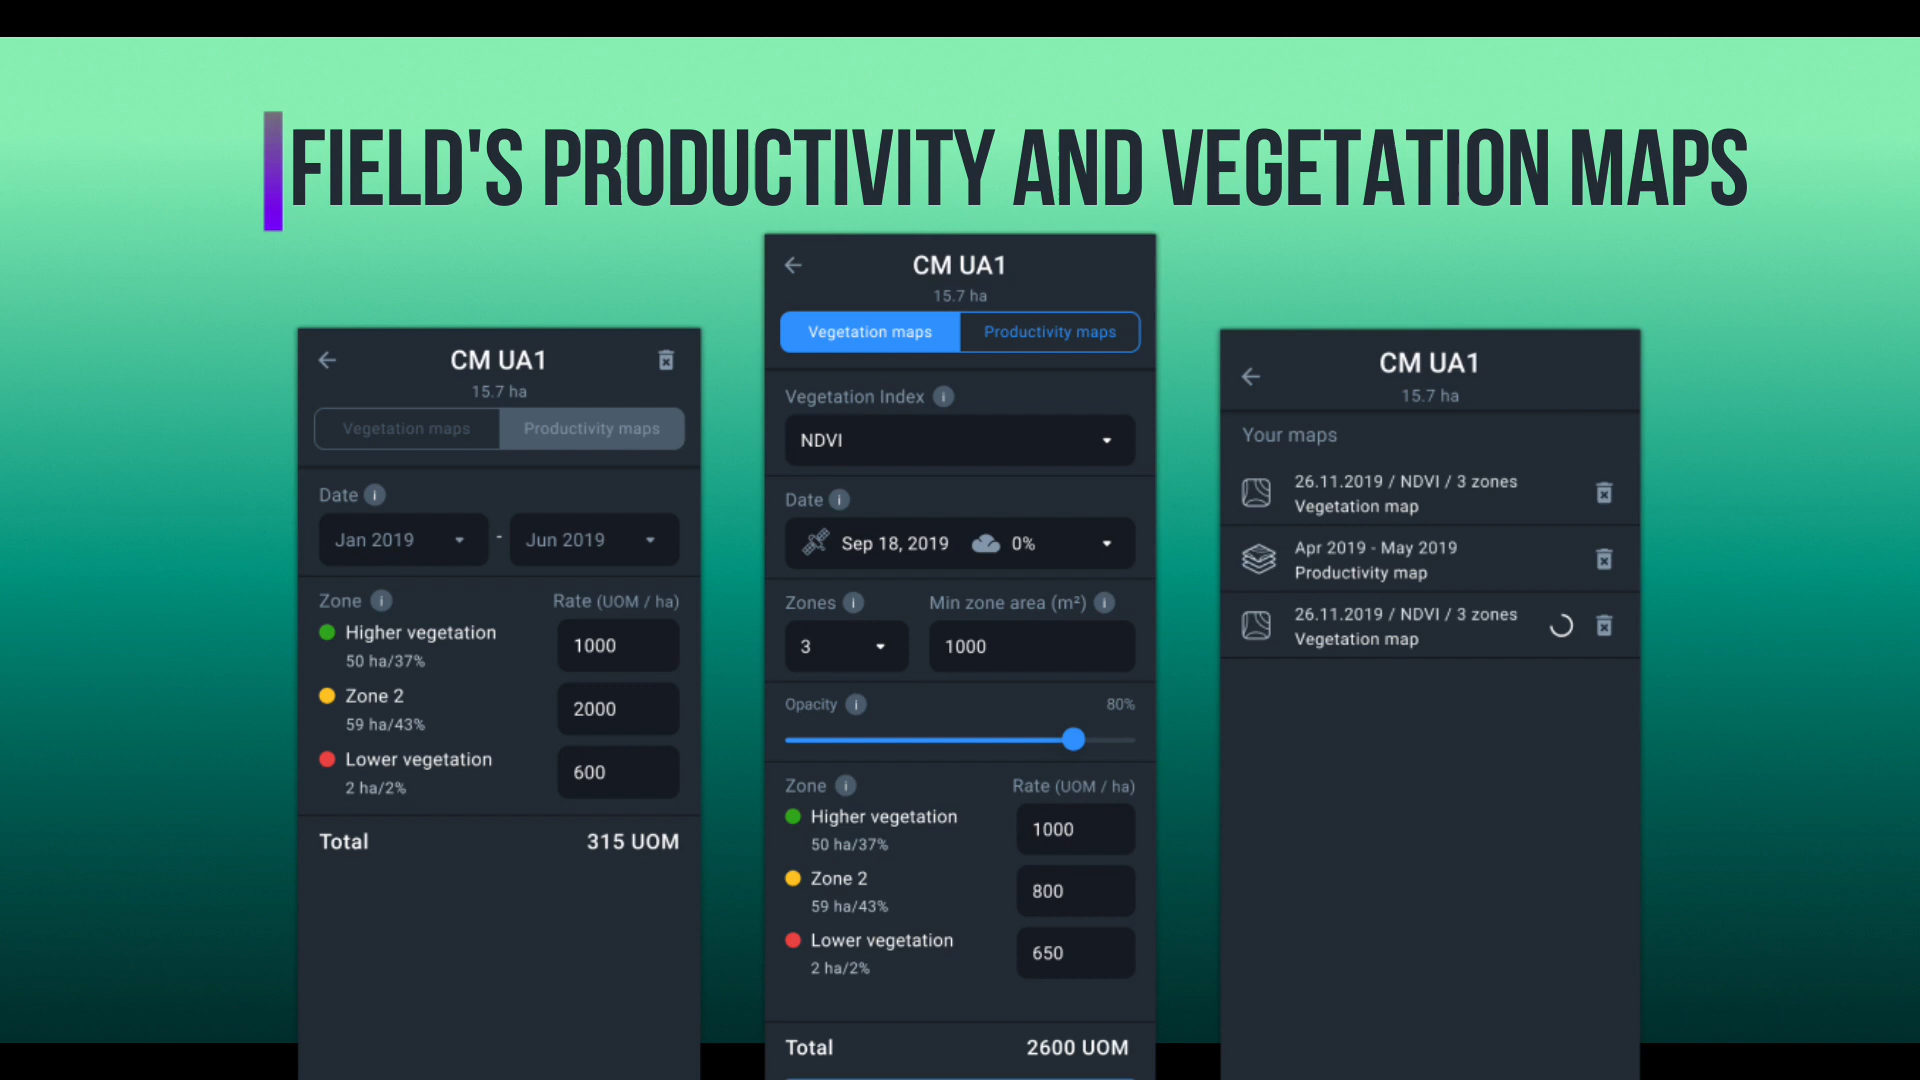 FIELD'S PRODUCTIVITY AND VEGETATION MAPS
CM UA1
15.7 ha
Vegetation maps Productivity maps
Date i
Jan 2019 - Jun 2019
Zone i Rate (UOM / ha)
Higher vegetation 1000
50 ha/37%
Zone 2 2000
59 ha/43%
Lower vegetation 600
2 ha/2%
Total 315 UOM
CM UA1
15.7 ha
Vegetation maps Productivity maps
Vegetation Index i
NDVI
Date i
Sep 18, 2019 0%
Zones i Min zone area (m²) i
3 1000
Opacity i 80%
Zone i Rate (UOM / ha)
Higher vegetation 1000
50 ha/37%
Zone 2 800
59 ha/43%
Lower vegetation 650
2 ha/2%
Total 2600 UOM
CM UA1
15.7 ha
Your maps
26.11.2019 / NDVI / 3 zones
Vegetation map
Apr 2019 - May 2019
Productivity map
26.11.2019 / NDVI / 3 zones
Vegetation map